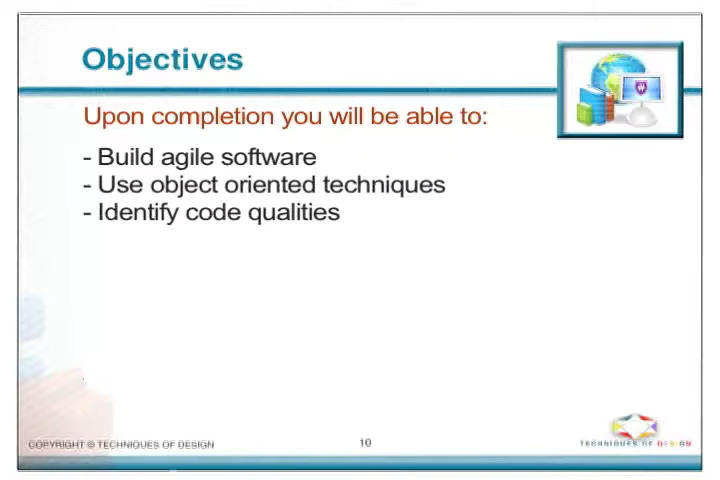 Objectives
Upon completion you will be able to:
- Build agile software
- Use object oriented techniques
- Identify code qualities
COPYRIGHT © TECHNIQUES OF DESIGN
10
TECHNIQUES OF DESIGN